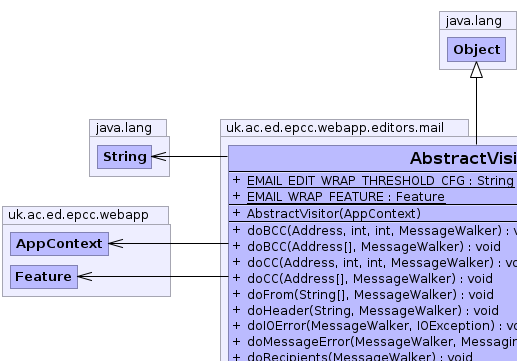 java.lang
Object
java.lang
String
uk.ac.ed.epcc.webapp.editors.mail
uk.ac.ed.epcc.webapp
AppContext
Feature
+ EMAIL_EDIT_WRAP_THRESHOLD_CFG : String
+ EMAIL_WRAP_FEATURE : Feature
+ AbstractVisitor(AppContext)
+ doBCC(Address, int, int, MessageWalker) :
+ doBCC(Address[], MessageWalker) : void
+ doCC(Address, int, int, MessageWalker) :
+ doCC(Address[], MessageWalker) : void
+ doFrom(String[], MessageWalker) : void
+ doHeader(String, MessageWalker) : void
+ doIOError(MessageWalker, IOException) :
+ doMessageError(MessageWalker,
+ doRecipients(MessageWalker) : void